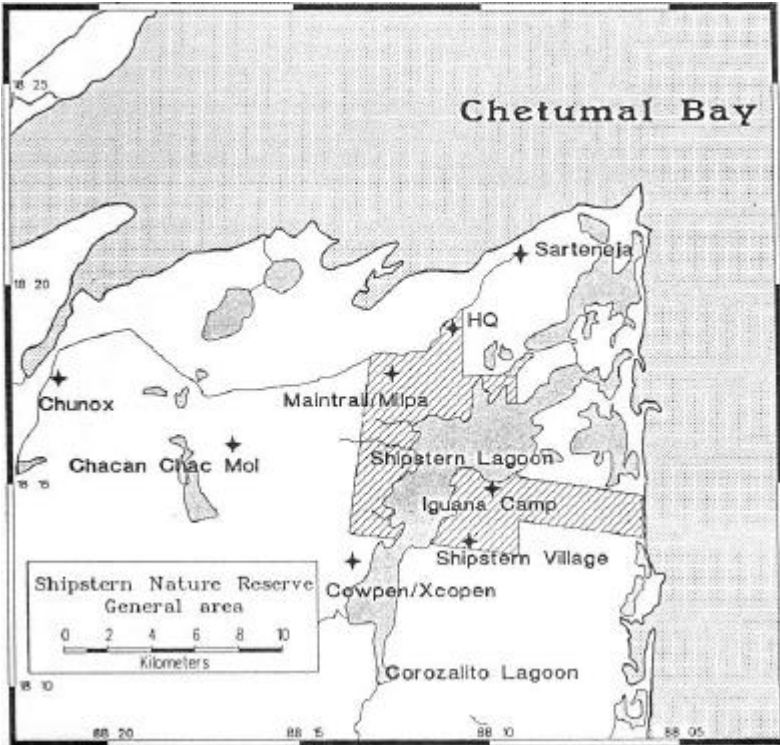 18 25
Chetumal Bay
Sarteneja
18 20
HQ
Maintrail/Milpa
Chunox
Chacan Chac Mol
Shipstern Lagoon
18 15
Iguana Camp
Shipstern Village
Shipstern Nature Reserve
General area
0 2 4 6 8 10
Kilometers
Cowpen/Xcopen
Corozalito Lagoon
18 10
88 20
88 15
88 10
88 05